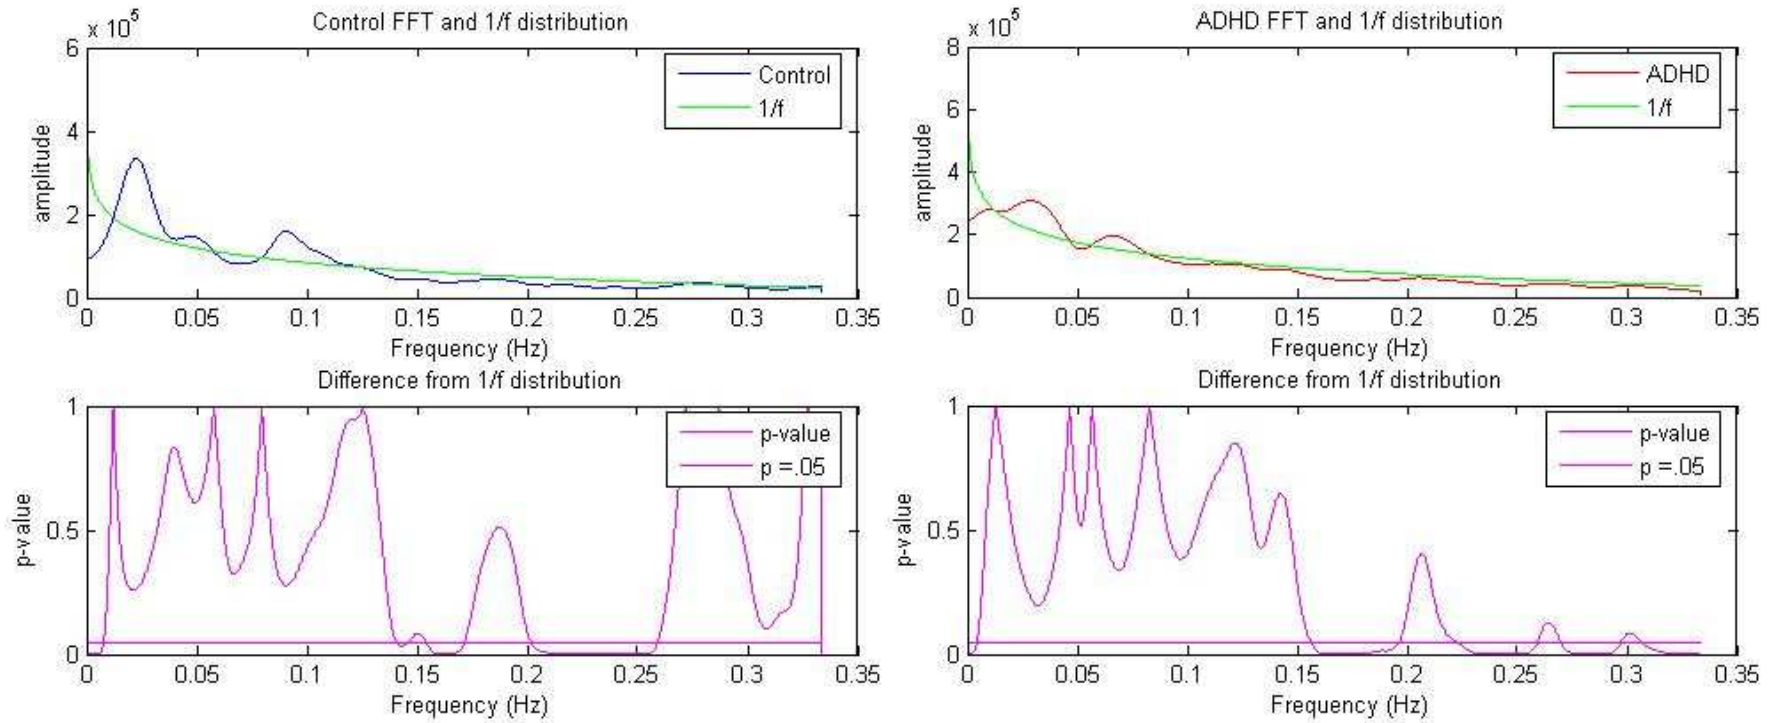 Control FFT and 1/f distribution
x 10^5
6
4
2
0
amplitude
Control
1/f
0 0.05 0.1 0.15 0.2 0.25 0.3 0.35
Frequency (Hz)
ADHD FFT and 1/f distribution
x 10^5
8
6
4
2
0
amplitude
ADHD
1/f
0 0.05 0.1 0.15 0.2 0.25 0.3 0.35
Frequency (Hz)
Difference from 1/f distribution
1
0.5
0
p-value
p-value
p =.05
0 0.05 0.1 0.15 0.2 0.25 0.3 0.35
Frequency (Hz)
Difference from 1/f distribution
1
0.5
0
p-value
p-value
p =.05
0 0.05 0.1 0.15 0.2 0.25 0.3 0.35
Frequency (Hz)